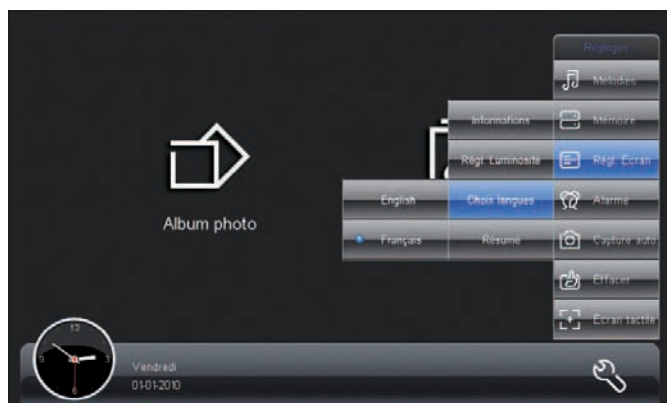 Réglages
Mélodies
Informations
Mémoire
Régl. Luminosité
Régl. Écran
English
Choix langues
Alarme
Français
Résumé
Capture auto
Effacer
Écran tactile
Album photo
12
9
3
6
Vendredi
01-01-2010